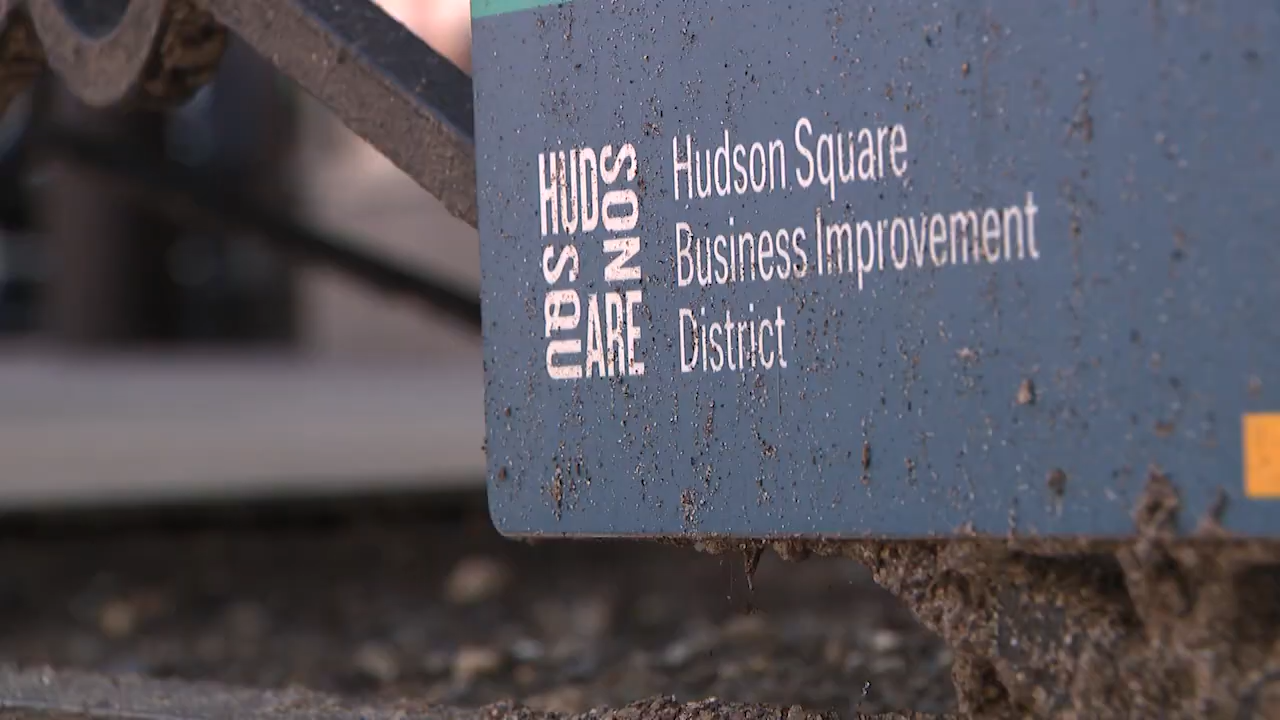 HUDSON
SQUARE
Hudson Square
Business Improvement
District